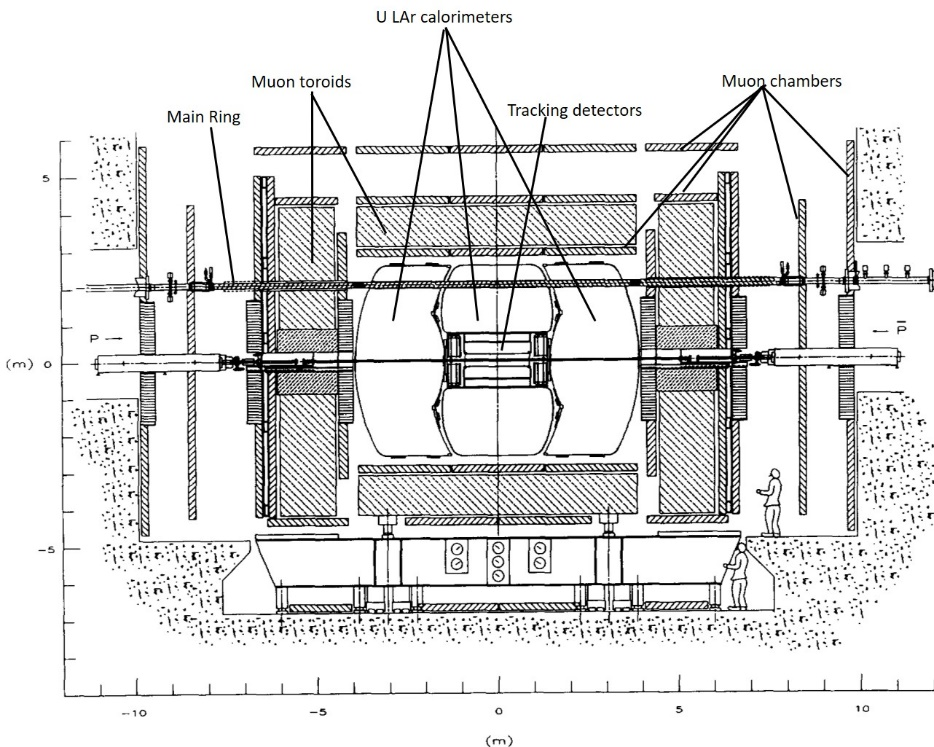 U LAr calorimeters
Muon toroids
Muon chambers
Main Ring
Tracking detectors
5
P →
← P̅
(m)
0
-5
-10
-5
0
5
10
(m)